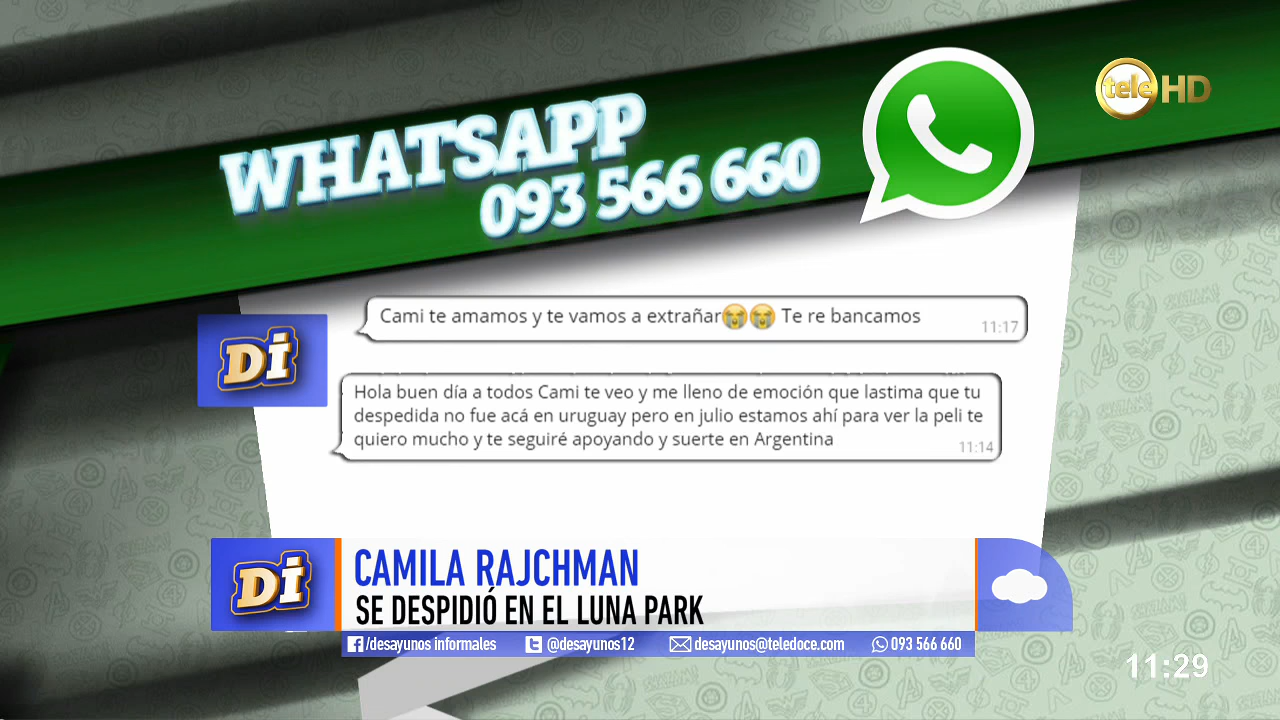 tele HD
WHATSAPP
093 566 660
Cami te amamos y te vamos a extrañar😭😭 Te re bancamos
11:17
Di
Hola buen día a todos Cami te veo y me lleno de emoción que lastima que tu
despedida no fue acá en uruguay pero en julio estamos ahí para ver la peli te
quiero mucho y te seguiré apoyando y suerte en Argentina
11:14
Di
CAMILA RAJCHMAN
SE DESPIDIÓ EN EL LUNA PARK
/desayunos informales @desayunos12 desayunos@teledoce.com 093 566 660
11:29